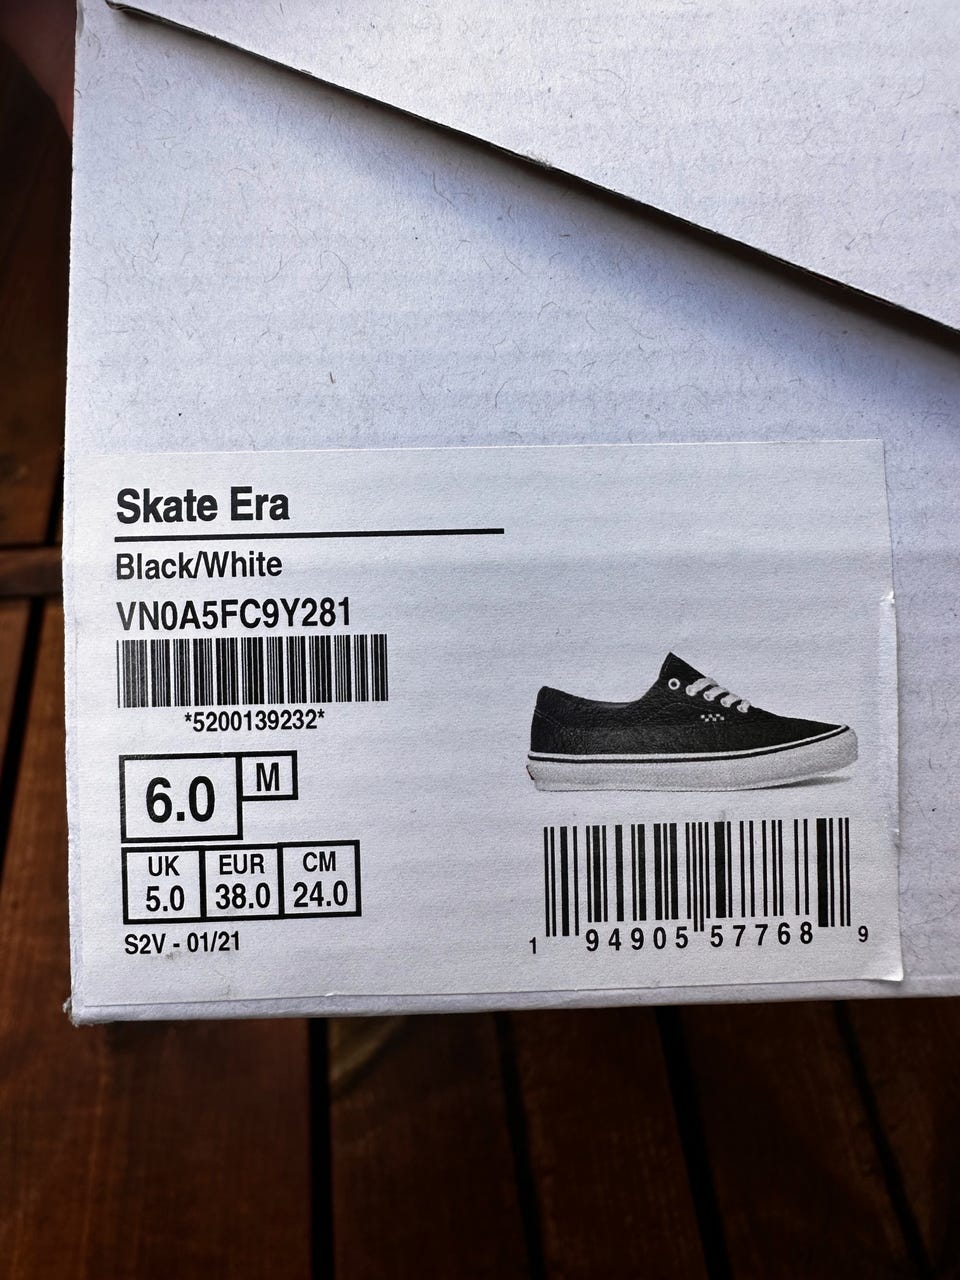 Skate Era
Black/White
VN0A5FC9Y281
*5200139232*
6.0 M
UK EUR CM
5.0 38.0 24.0
S2V - 01/21
1 94905 57768 9